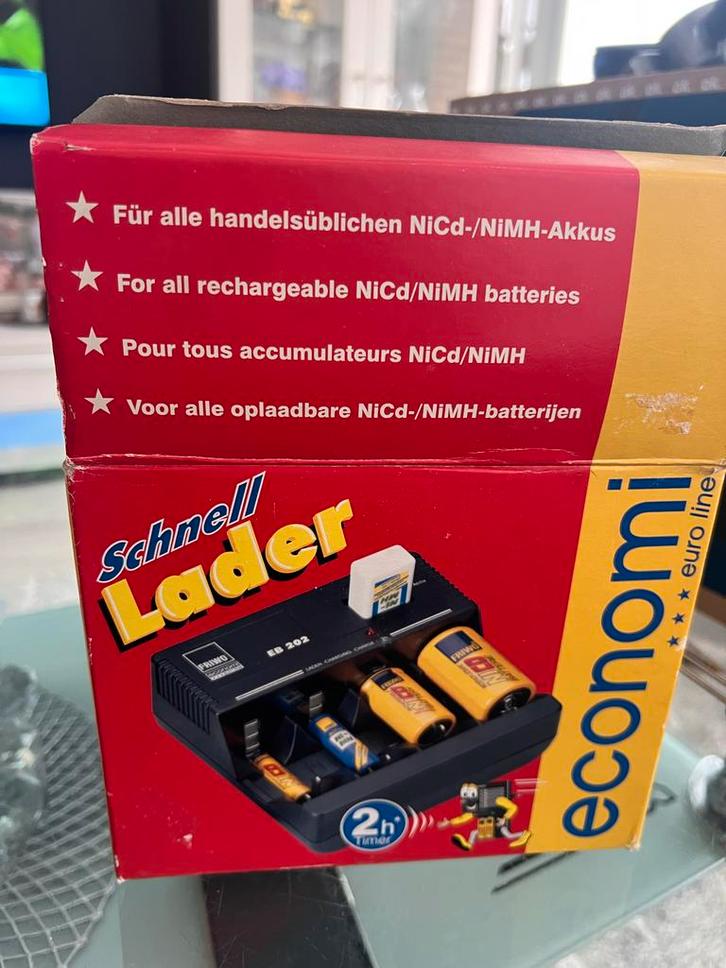 Für alle handelsüblichen NiCd-/NiMH-Akkus
For all rechargeable NiCd/NiMH batteries
Pour tous accumulateurs NiCd/NiMH
Voor alle oplaadbare NiCd-/NiMH-batterijen
Schnell
Lader
FRIWO
EB 202
2h*
Timer
economi
euro line